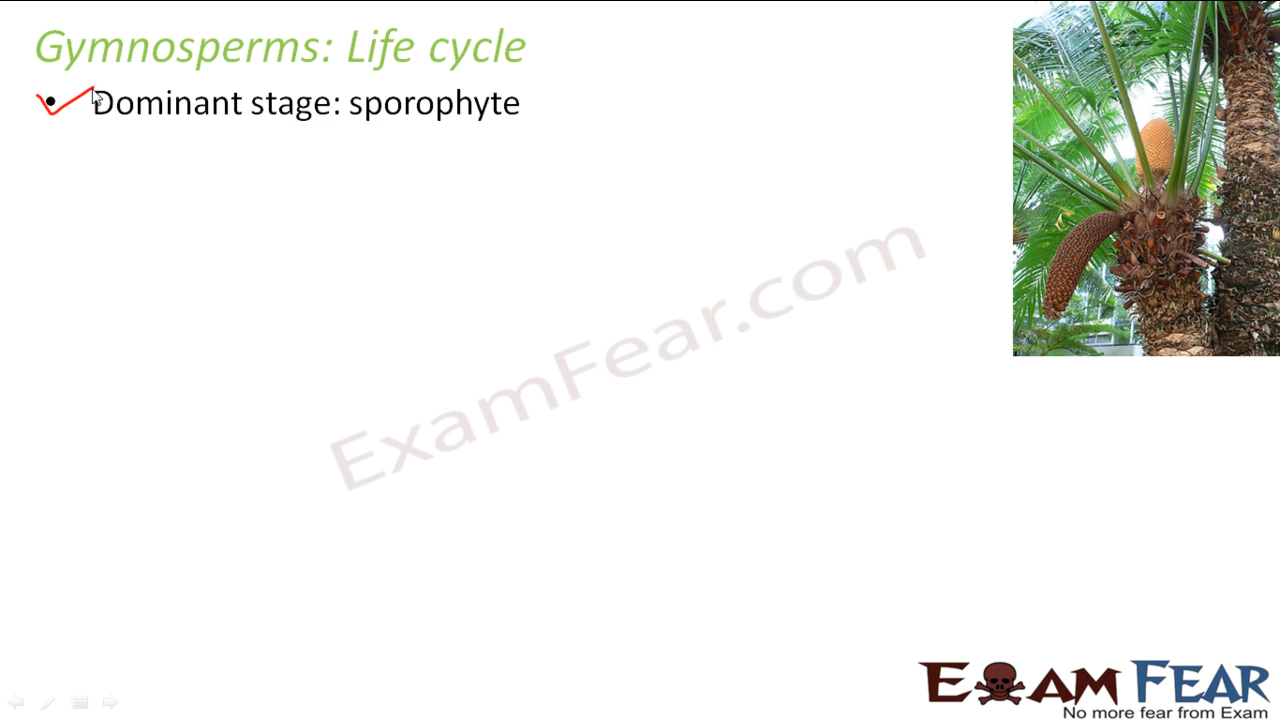 Gymnosperms: Life cycle
• Dominant stage: sporophyte
ExamFear.com
EXAM FEAR
No more fear from Exam